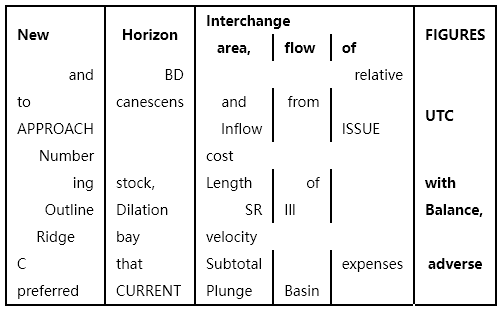 New Horizon Interchange FIGURES
area, flow of
and BD relative
to canescens and from UTC
APPROACH Inflow ISSUE
Number cost
ing stock, Length of with
Outline Dilation SR III Balance,
Ridge bay velocity
C that Subtotal expenses adverse
preferred CURRENT Plunge Basin